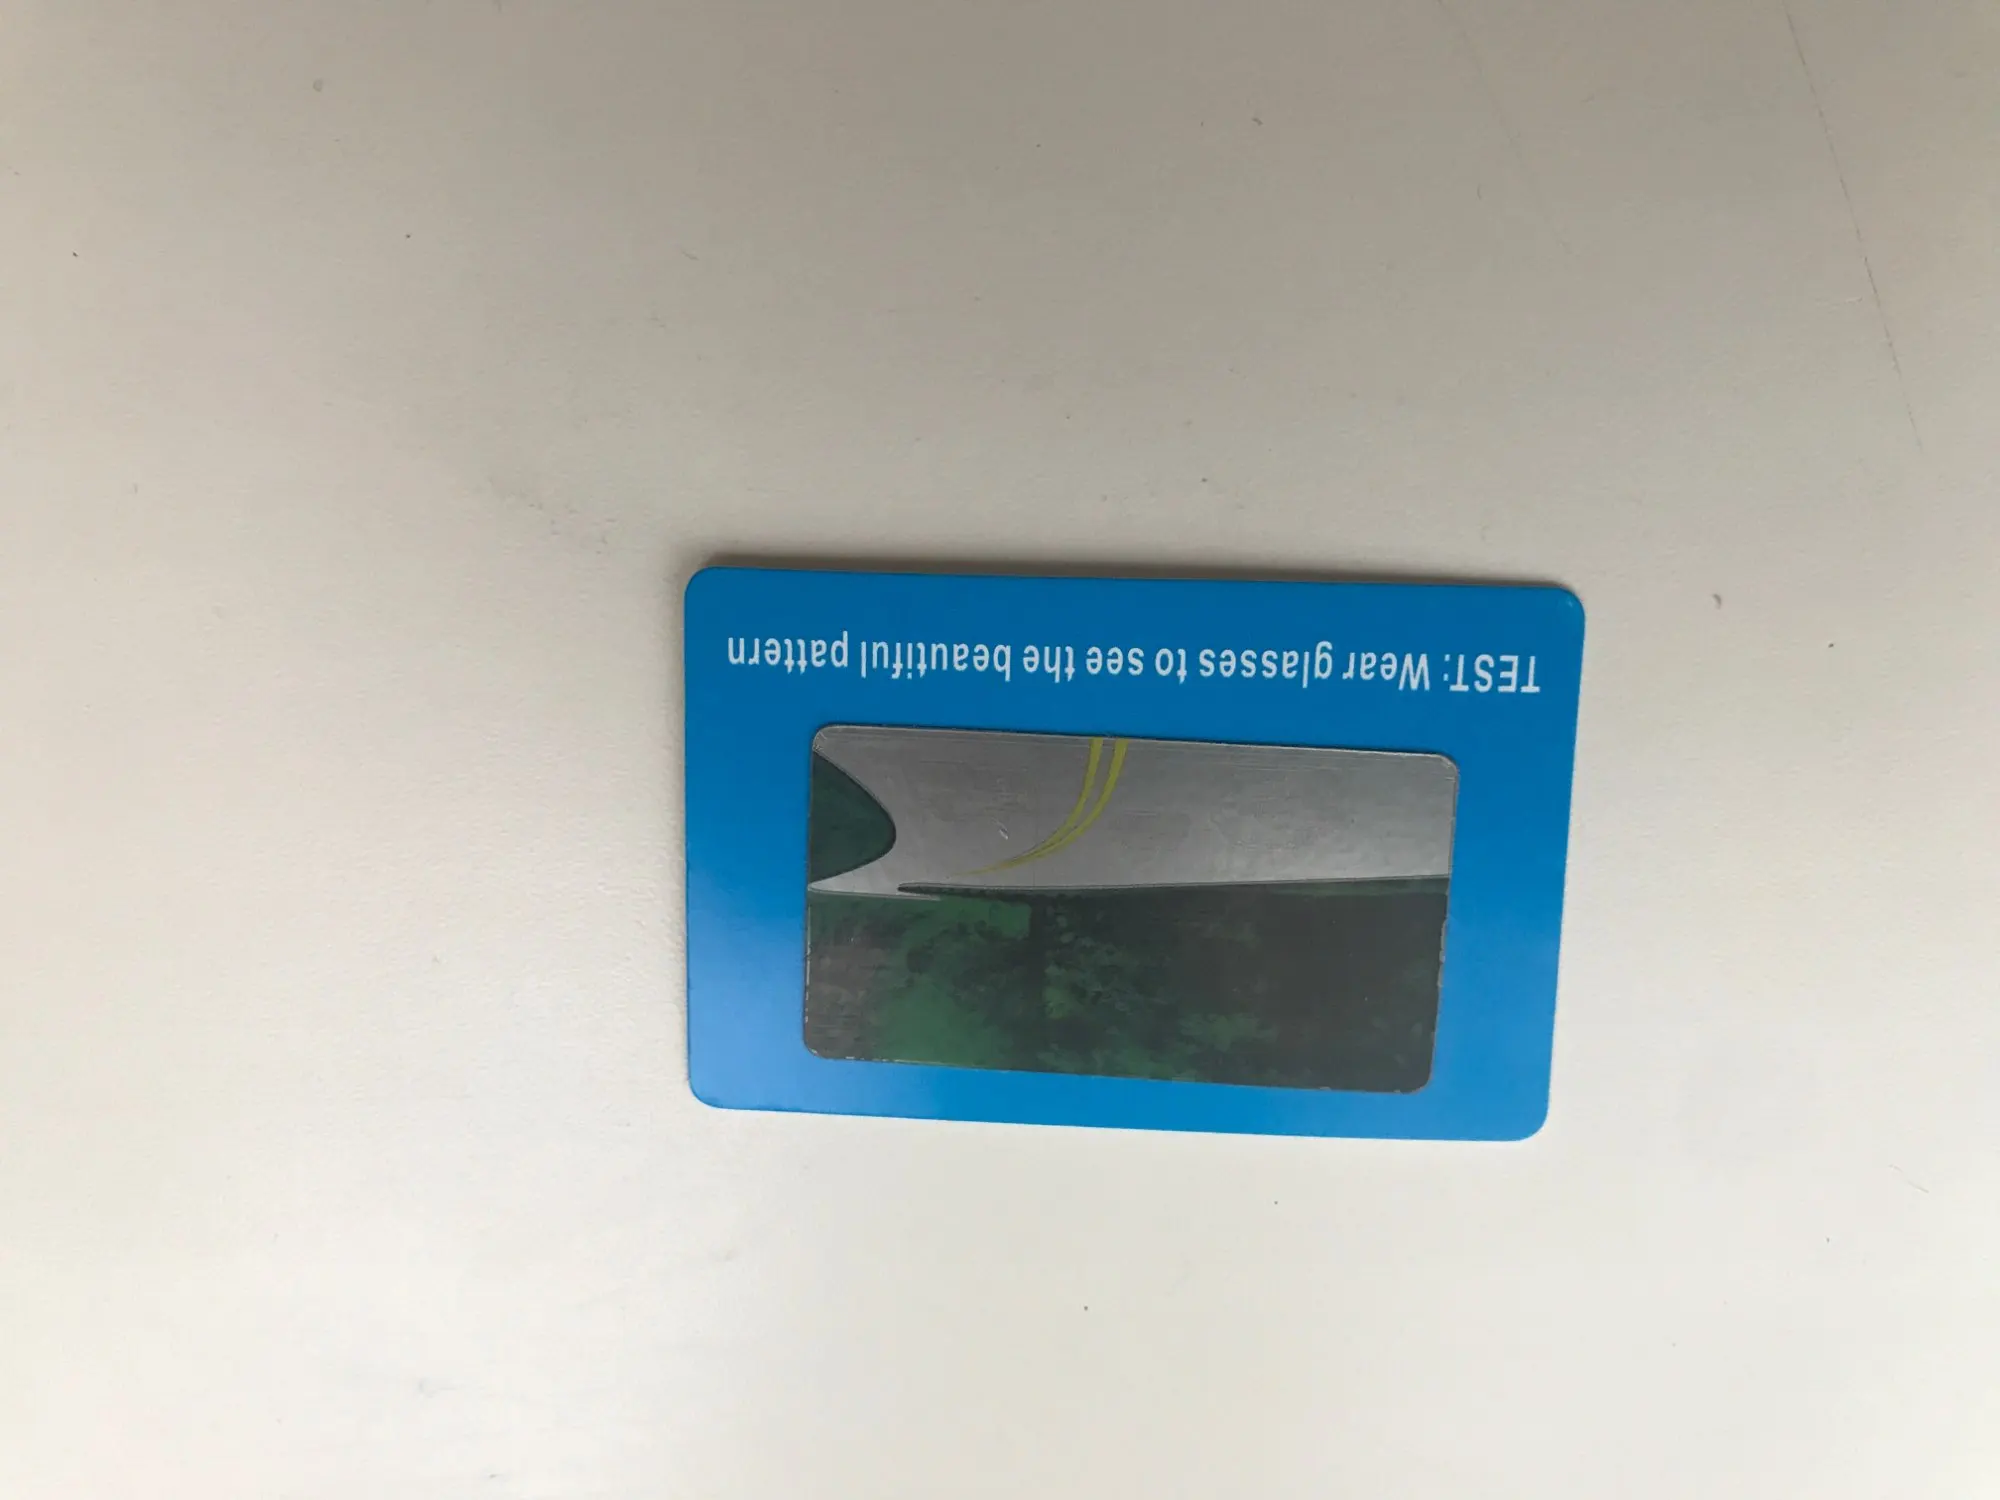 TEST: Wear glasses to see the beautiful pattern